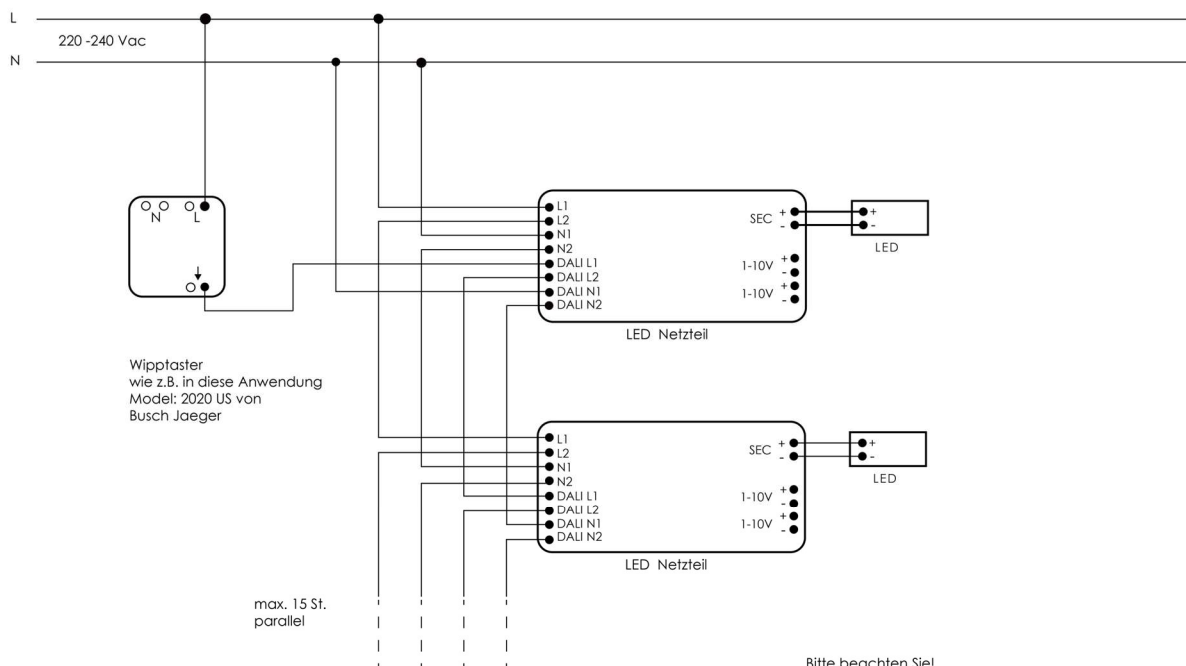 L
220 -240 Vac
N
N L
L1
L2
N1
N2
DALI L1
DALI L2
DALI N1
DALI N2
SEC + -
1-10V + -
1-10V + -
+
-
LED
LED Netzteil
Wipptaster
wie z.B. in diese Anwendung
Model: 2020 US von
Busch Jaeger
L1
L2
N1
N2
DALI L1
DALI L2
DALI N1
DALI N2
SEC + -
1-10V + -
1-10V + -
+
-
LED
LED Netzteil
max. 15 St.
parallel
Bitte beachten Sie!